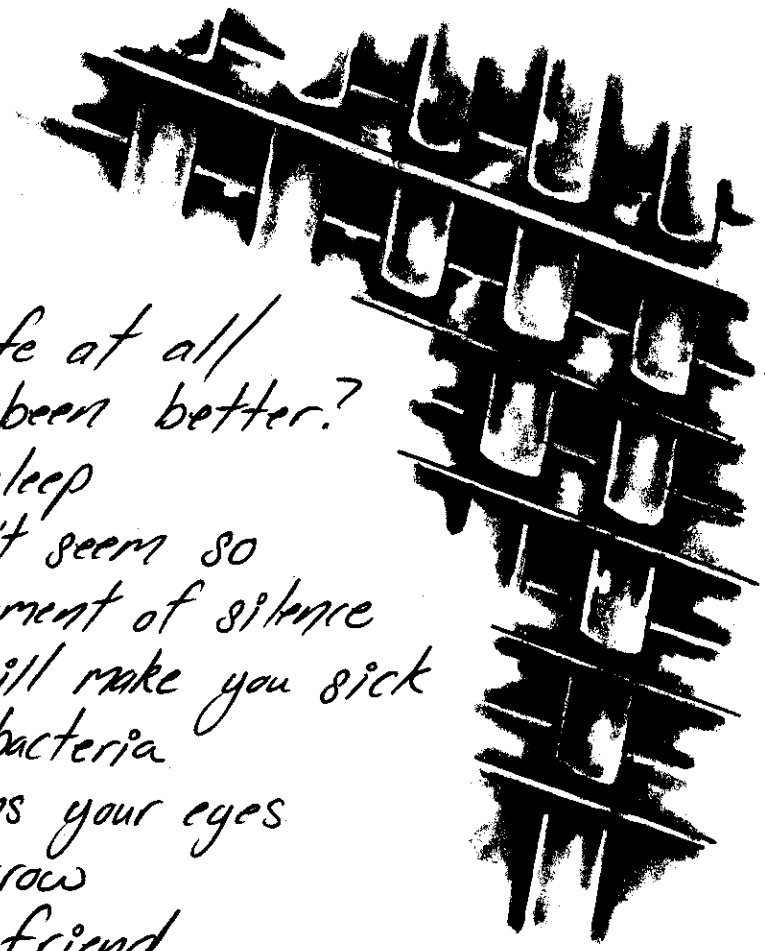 fe at all
been better?
leep
't seem so
ment of silence
ill make you sick
bacteria
os your eyes
row
friend